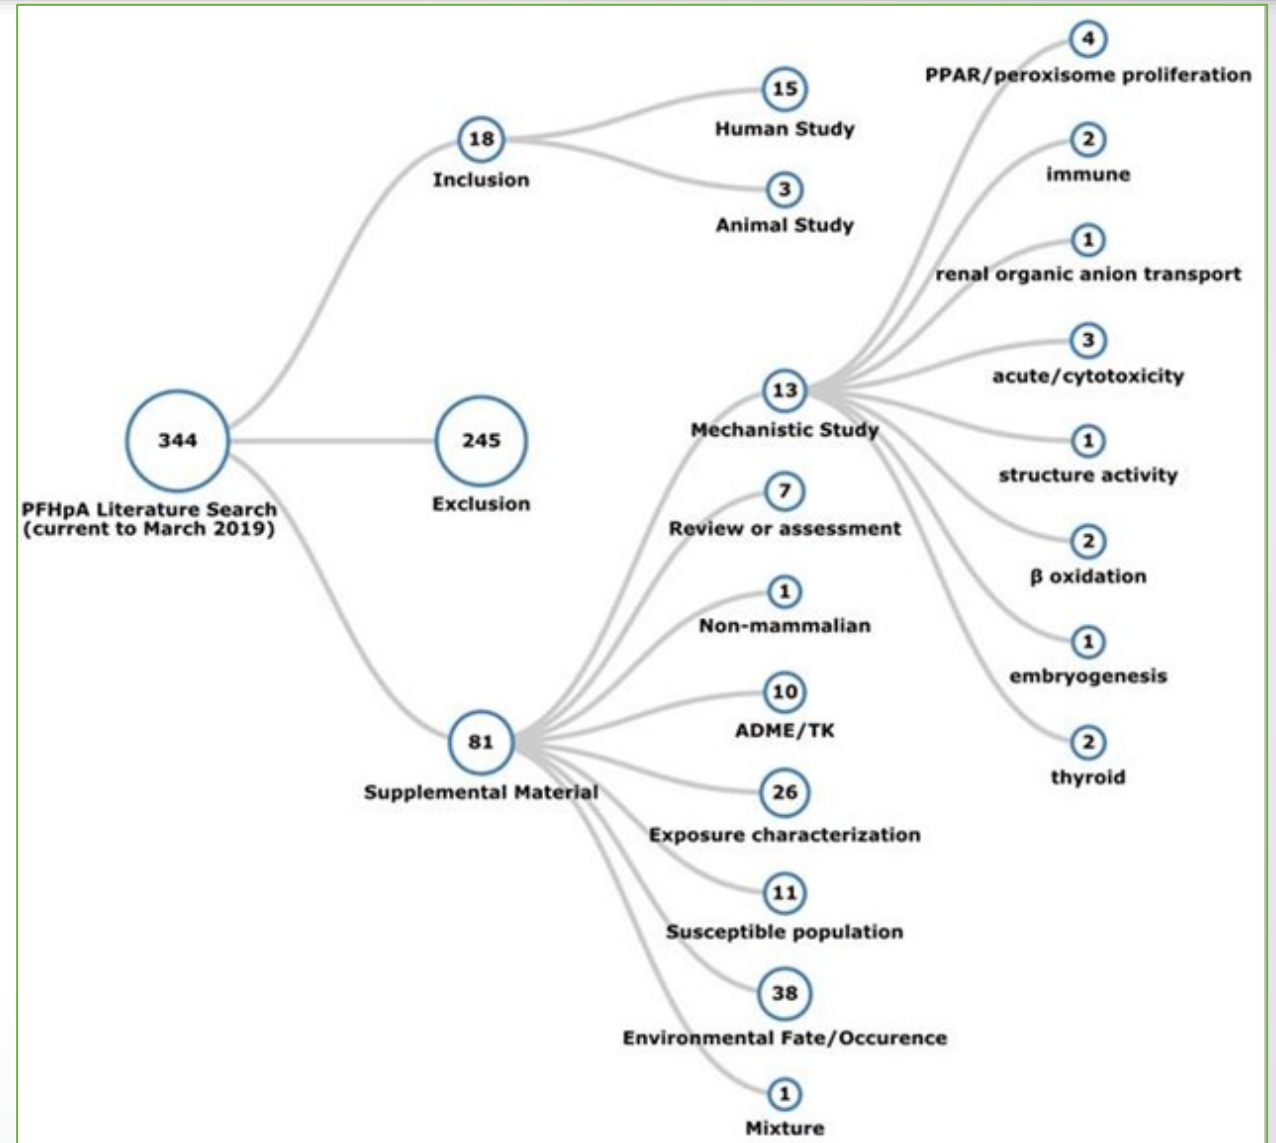 344
PFHpA Literature Search
(current to March 2019)
18
Inclusion
245
Exclusion
81
Supplemental Material
15
Human Study
3
Animal Study
13
Mechanistic Study
7
Review or assessment
1
Non-mammalian
10
ADME/TK
26
Exposure characterization
11
Susceptible population
38
Environmental Fate/Occurence
1
Mixture
4
PPAR/peroxisome proliferation
2
immune
1
renal organic anion transport
3
acute/cytotoxicity
1
structure activity
2
β oxidation
1
embryogenesis
2
thyroid